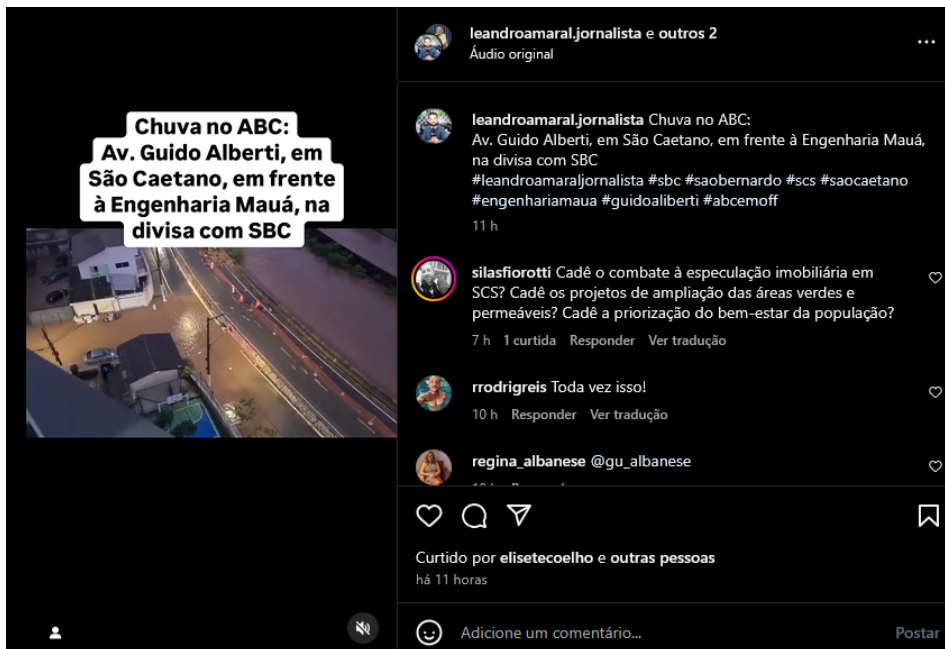 Chuva no ABC:
Av. Guido Alberti, em
São Caetano, em frente
à Engenharia Mauá, na
divisa com SBC
leandroamaral.jornalista e outros 2
Áudio original
leandroamaral.jornalista Chuva no ABC:
Av. Guido Alberti, em São Caetano, em frente à Engenharia Mauá,
na divisa com SBC
#leandroamaraljornalista #sbc #saobernardo #scs #saocaetano
#engenhariamaua #guidoaliberti #abcemoff
11 h
silasfiorotti Cadê o combate à especulação imobiliária em
SCS? Cadê os projetos de ampliação das áreas verdes e
permeáveis? Cadê a priorização do bem-estar da população?
7 h 1 curtida Responder Ver tradução
rrodrigreis Toda vez isso!
10 h Responder Ver tradução
regina_albanese @gu_albanese
Curtido por elisetecoelho e outras pessoas
há 11 horas
Adicione um comentário...
Postar